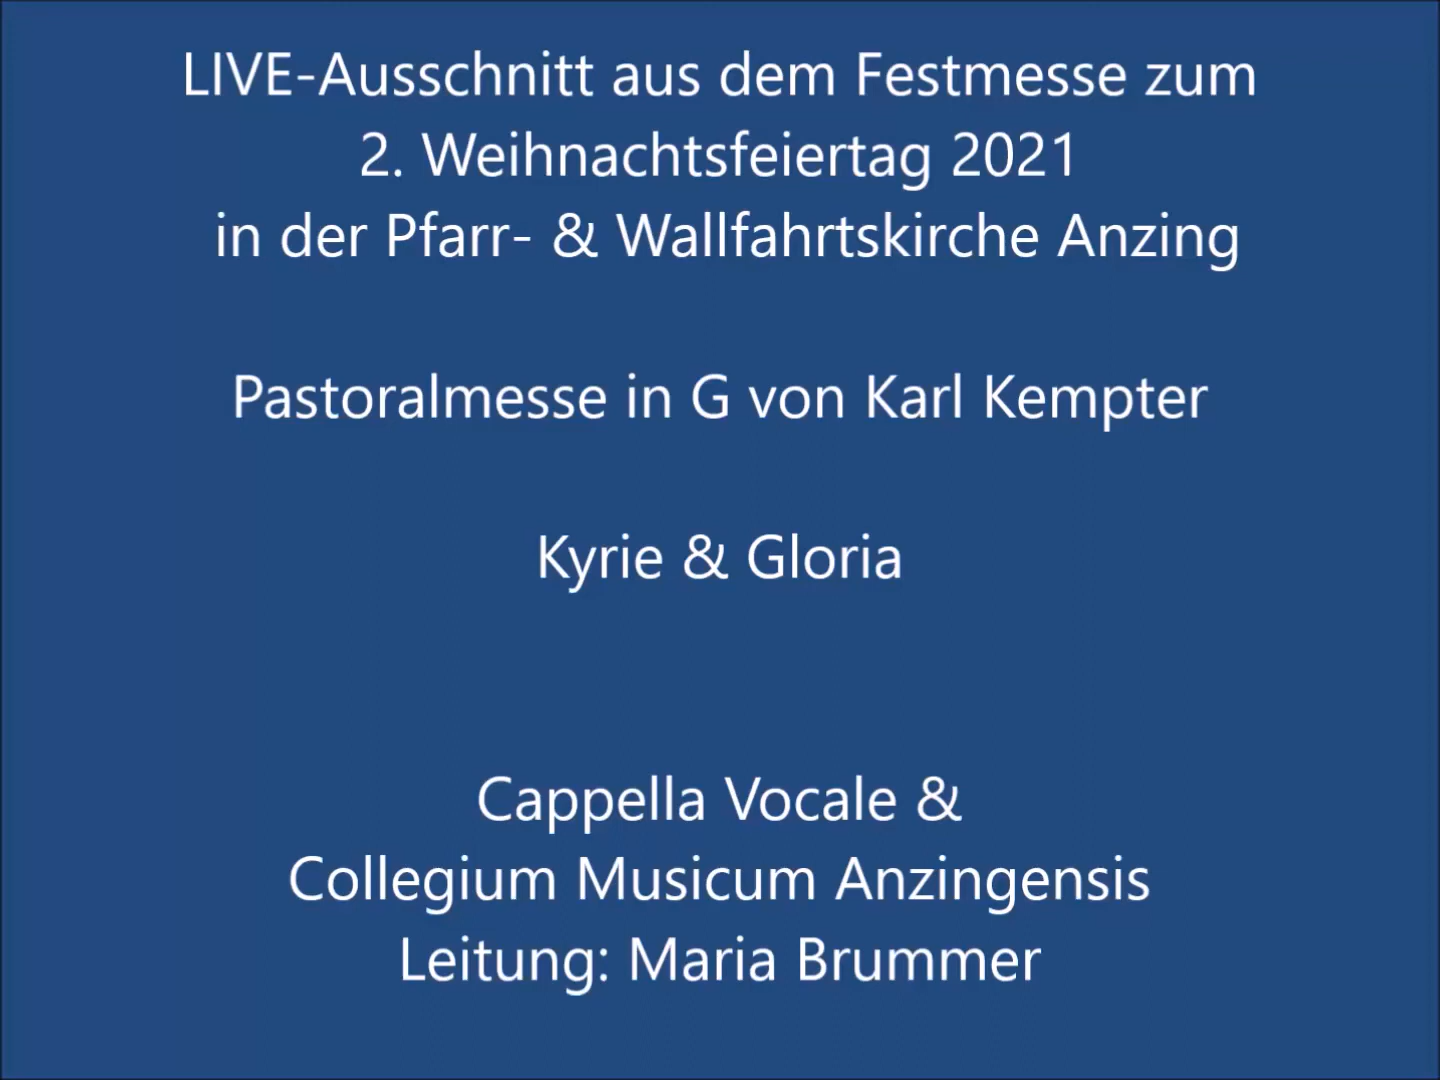 LIVE-Ausschnitt aus dem Festmesse zum
2. Weihnachtsfeiertag 2021
in der Pfarr- & Wallfahrtskirche Anzing
Pastoralmesse in G von Karl Kempter
Kyrie & Gloria
Cappella Vocale &
Collegium Musicum Anzingensis
Leitung: Maria Brummer